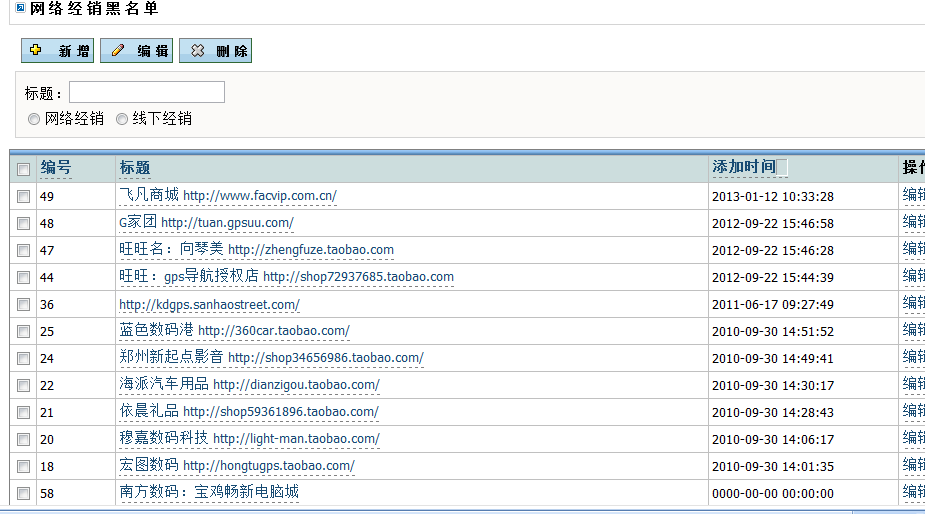 网络经销黑名单
新增 编辑 删除
标题：
网络经销 线下经销
编号 标题 添加时间 操作
49 飞凡商城 http://www.facvip.com.cn/ 2013-01-12 10:33:28 编辑
48 G家团 http://tuan.gpsuu.com/ 2012-09-22 15:46:58 编辑
47 旺旺名：向琴美 http://zhengfuze.taobao.com 2012-09-22 15:46:28 编辑
44 旺旺：gps导航授权店 http://shop72937685.taobao.com 2012-09-22 15:44:39 编辑
36 http://kdgps.sanhaostreet.com/ 2011-06-17 09:27:49 编辑
25 蓝色数码港 http://360car.taobao.com/ 2010-09-30 14:51:52 编辑
24 郑州新起点影音 http://shop34656986.taobao.com/ 2010-09-30 14:49:41 编辑
22 海派汽车用品 http://dianzigou.taobao.com/ 2010-09-30 14:30:17 编辑
21 依晨礼品 http://shop59361896.taobao.com/ 2010-09-30 14:28:43 编辑
20 穆嘉数码科技 http://light-man.taobao.com/ 2010-09-30 14:06:17 编辑
18 宏图数码 http://hongtugps.taobao.com/ 2010-09-30 14:01:35 编辑
58 南方数码：宝鸡畅新电脑城 0000-00-00 00:00:00 编辑